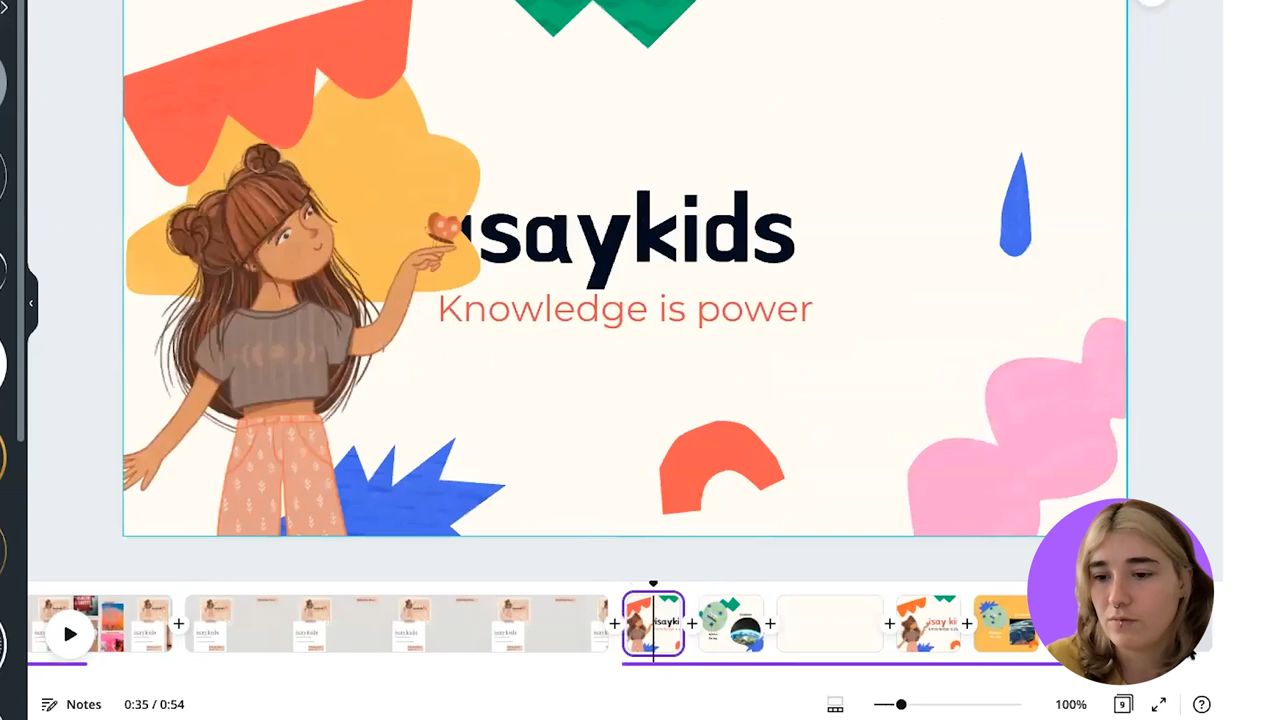 isaykids
Knowledge is power
Notes
0:35 / 0:54
100%
9
?